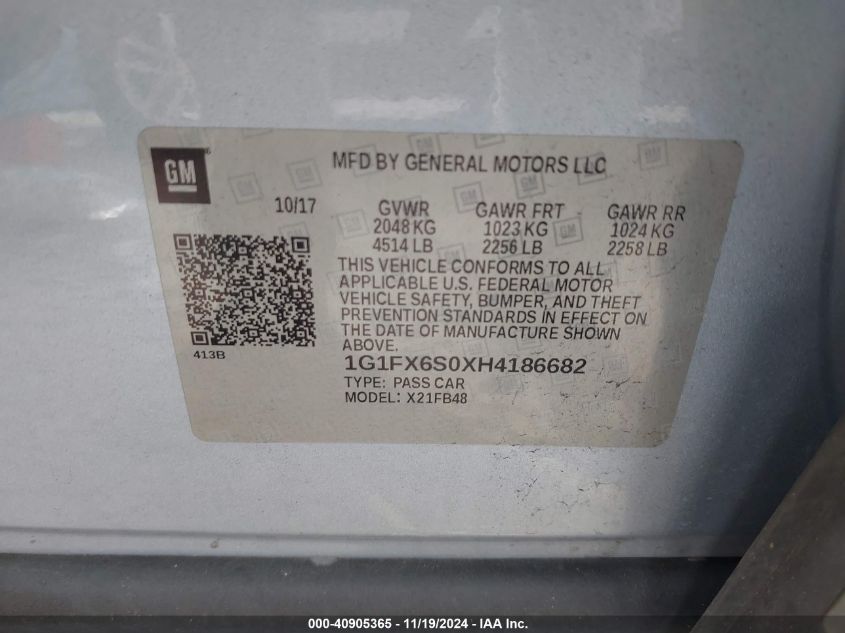 GM
MFD BY GENERAL MOTORS LLC
10/17
GVWR GAWR FRT GAWR RR
2048 KG 1023 KG 1024 KG
4514 LB 2256 LB 2258 LB
THIS VEHICLE CONFORMS TO ALL
APPLICABLE U.S. FEDERAL MOTOR
VEHICLE SAFETY, BUMPER, AND THEFT
PREVENTION STANDARDS IN EFFECT ON
THE DATE OF MANUFACTURE SHOWN
ABOVE.
413B
1G1FX6S0XH4186682
TYPE: PASS CAR
MODEL: X21FB48
000-40905365 - 11/19/2024 - IAA, Inc.